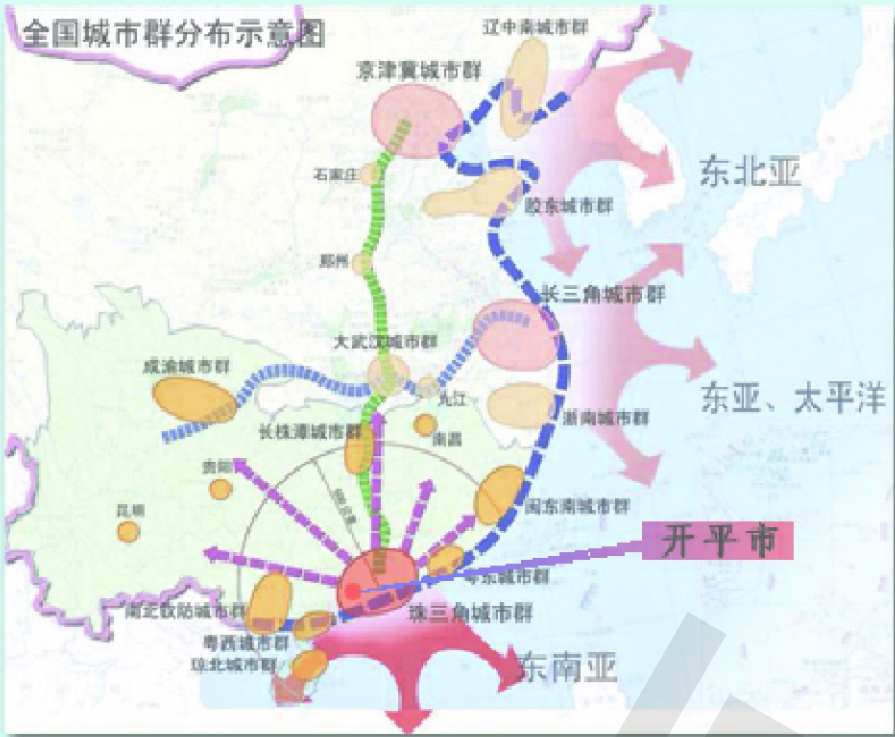 全国城市群分布示意图
辽中南城市群
京津冀城市群
石家庄
东北亚
胶东城市群
郑州
长三角城市群
大武汉城市群
成渝城市群
九江
东亚、太平洋
浙南城市群
长株潭城市群
南昌
贵阳
闽东南城市群
昆明
开平市
粤东城市群
南北钦防城市群
珠三角城市群
粤西城市群
琼北城市群
东南亚